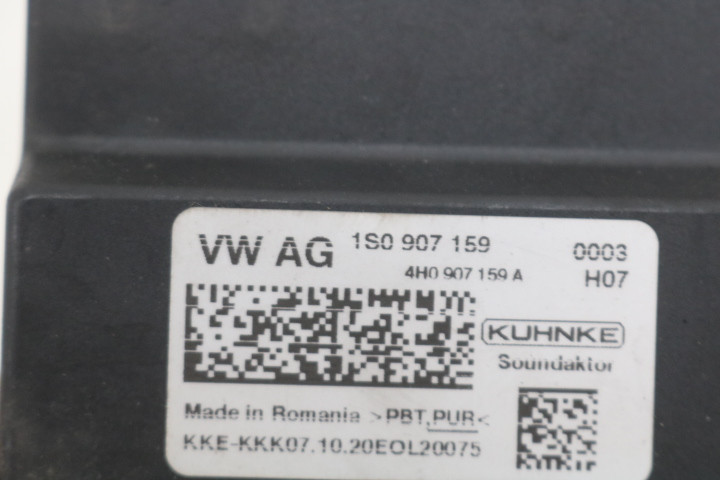 VW AG 1S0 907 159 0003
4H0 907 159 A H07
KUHNKE
Soundaktor
Made in Romania >PBT,PUR<
KKE-KKK07.10.20EOL20075